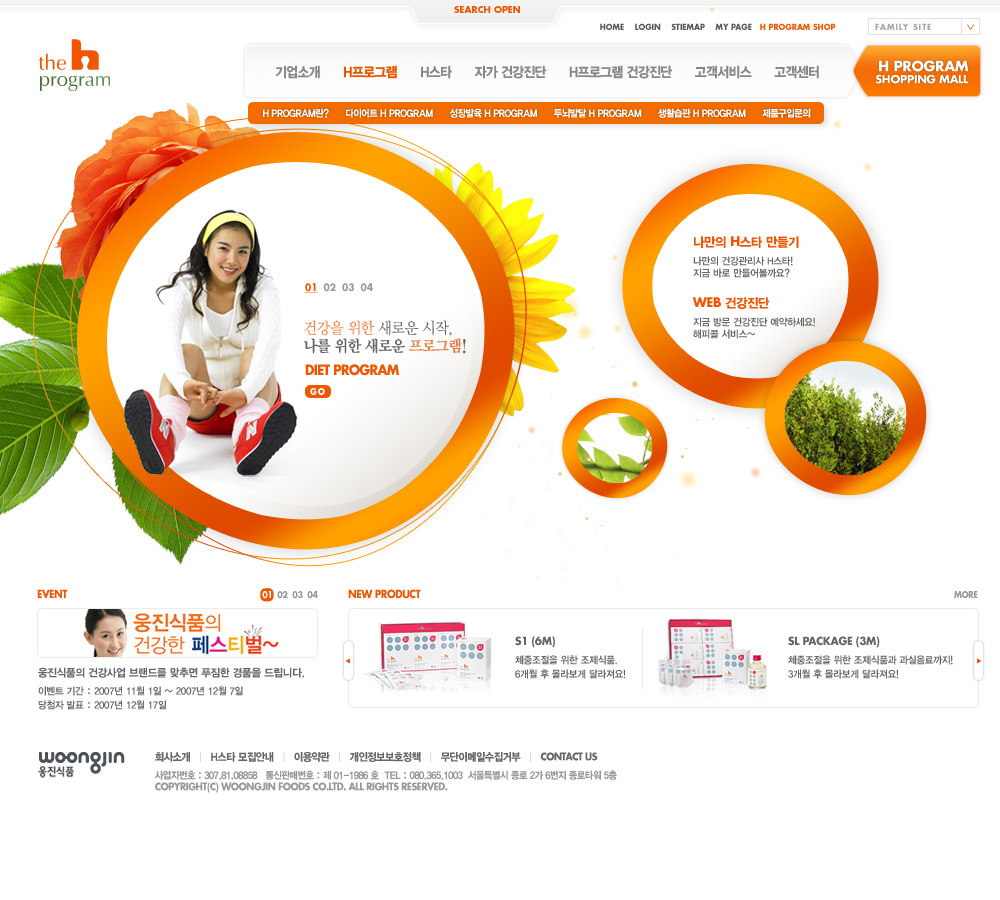 SEARCH OPEN
HOME LOGIN STIEMAP MY PAGE H PROGRAM SHOP
FAMILY SITE
the h
program
기업소개 H프로그램 H스타 자가 건강진단 H프로그램 건강진단 고객서비스 고객센터
H PROGRAM
SHOPPING MALL
H PROGRAM란? 다이어트 H PROGRAM 성장발육 H PROGRAM 두뇌발달 H PROGRAM 생활습관 H PROGRAM 제품구입문의
01 02 03 04
건강을 위한 새로운 시작,
나를 위한 새로운 프로그램!
DIET PROGRAM
GO
나만의 H스타 만들기
나만의 건강관리사 H스타!
지금 바로 만들어볼까요?
WEB 건강진단
지금 방문 건강진단 예약하세요!
해피콜 서비스~
EVENT
01 02 03 04
웅진식품의
건강한 페스티벌~
웅진식품의 건강사업 브랜드를 맞추면 푸짐한 경품을 드립니다.
이벤트 기간 : 2007년 11월 1일 ~ 2007년 12월 7일
당첨자 발표 : 2007년 12월 17일
NEW PRODUCT
MORE
S1 (6M)
체중조절을 위한 조제식품.
6개월 후 몰라보게 달라져요!
SL PACKAGE (3M)
체중조절을 위한 조제식품과 과실음료까지!
3개월 후 몰라보게 달라져요!
woongjin
웅진식품
회사소개 H스타 모집안내 이용약관 개인정보보호정책 무단이메일수집거부 CONTACT US
사업자번호 : 307.81.08858 통신판매번호 : 제 01-1986 호 TEL : 080.365.1003 서울특별시 종로 2가 6번지 종로타워 5층
COPYRIGHT(C) WOONGJIN FOODS CO.LTD. ALL RIGHTS RESERVED.